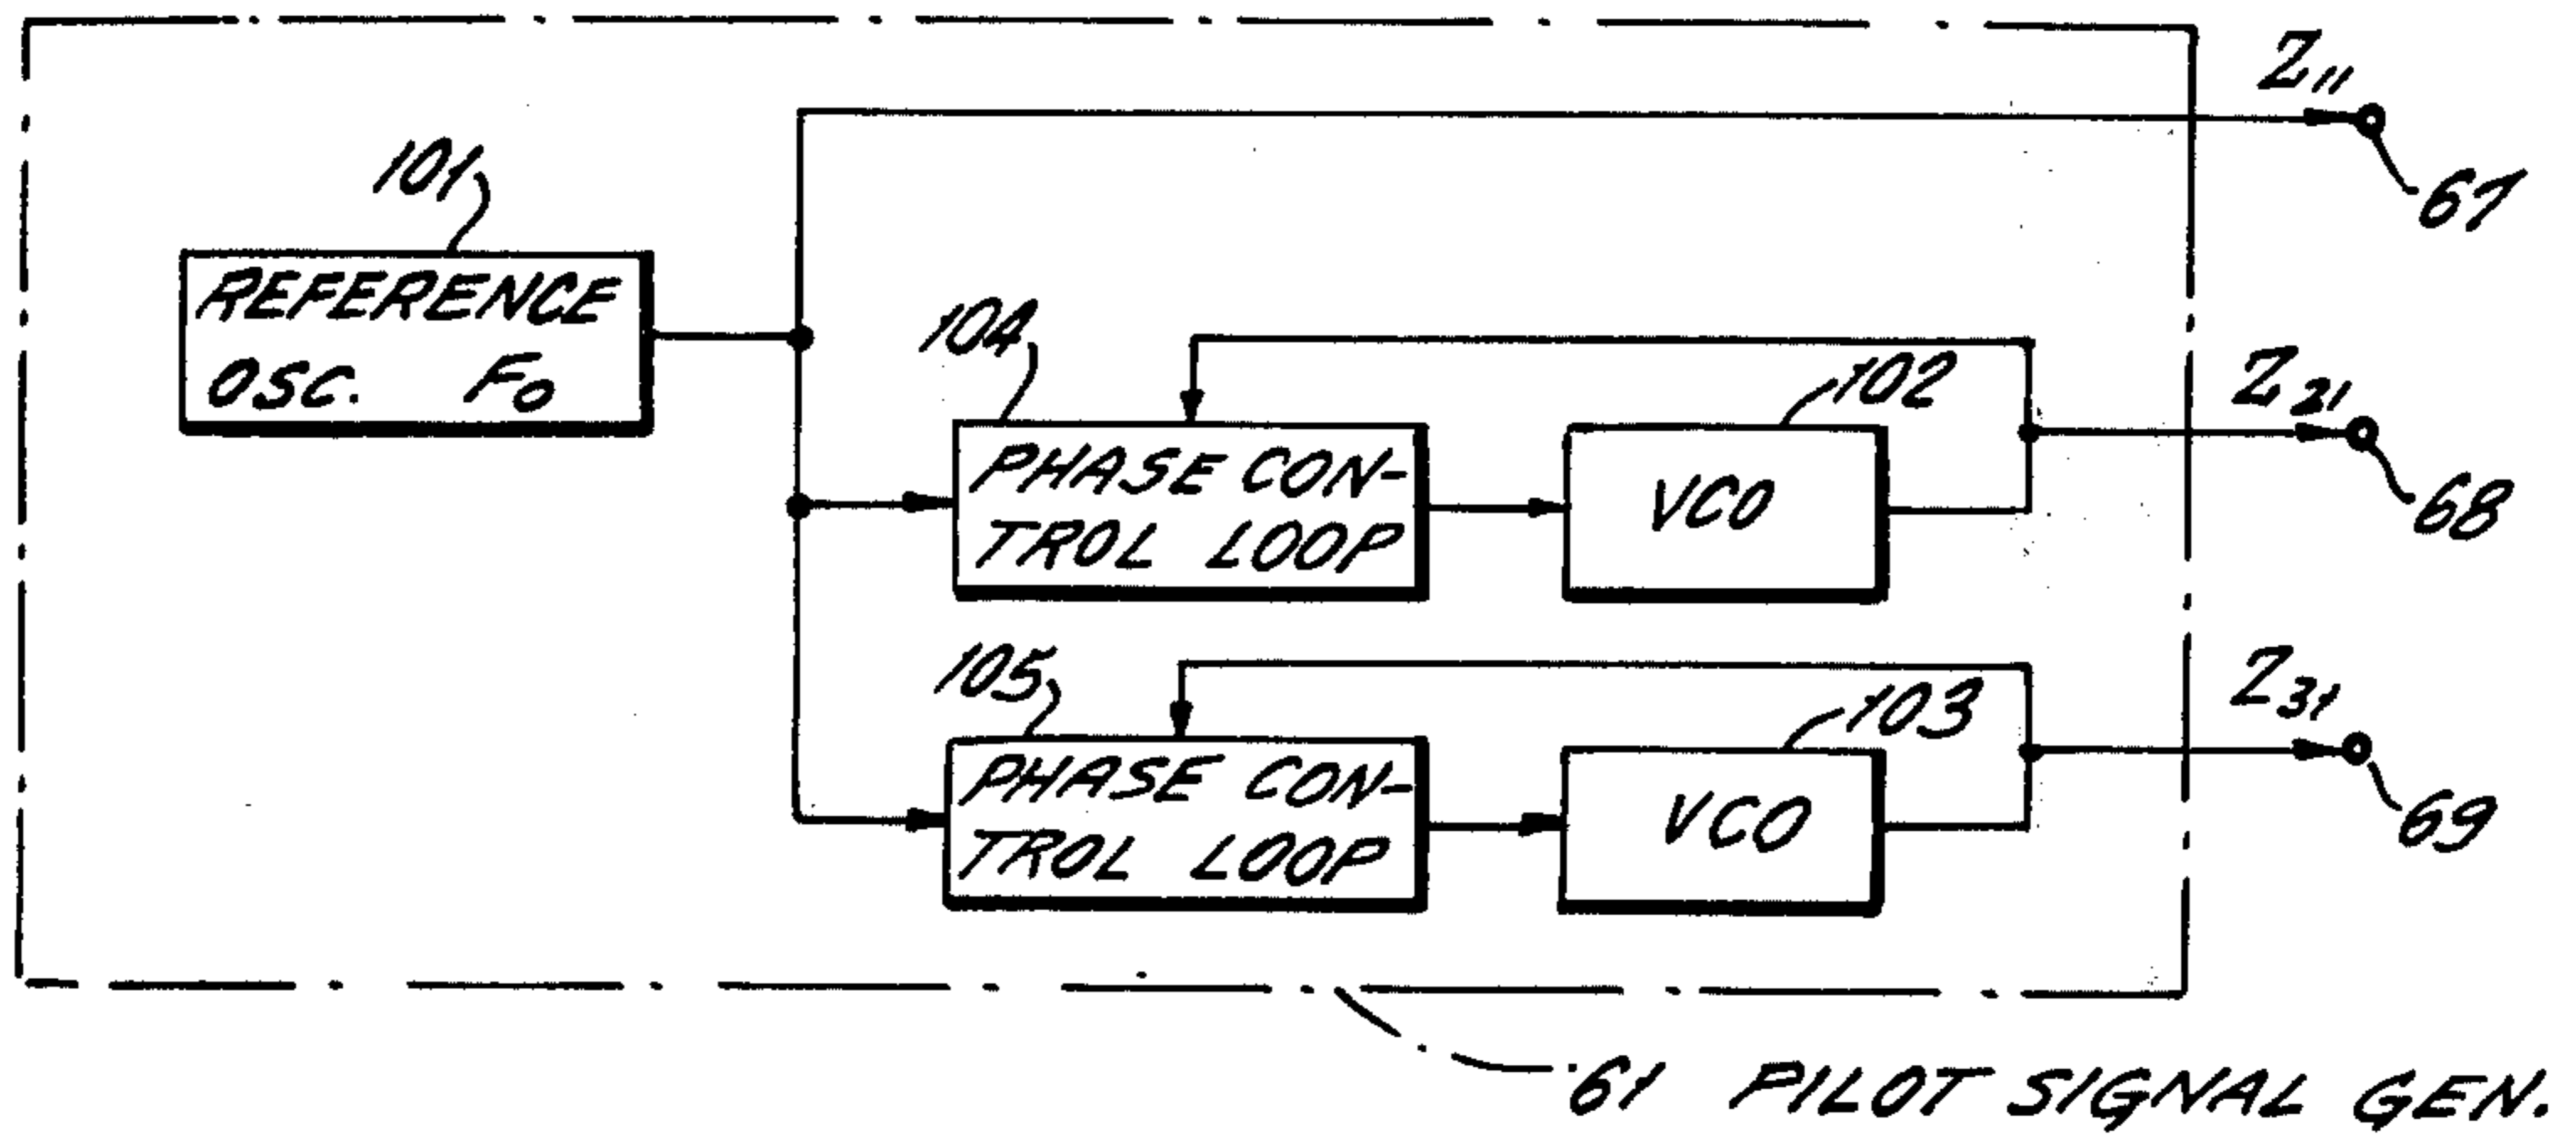 Z11
67
101
REFERENCE
OSC. F0
104
102
Z21
PHASE CON-
TROL LOOP
VCO
68
105
103
Z31
PHASE CON-
TROL LOOP
VCO
69
61 PILOT SIGNAL GEN.